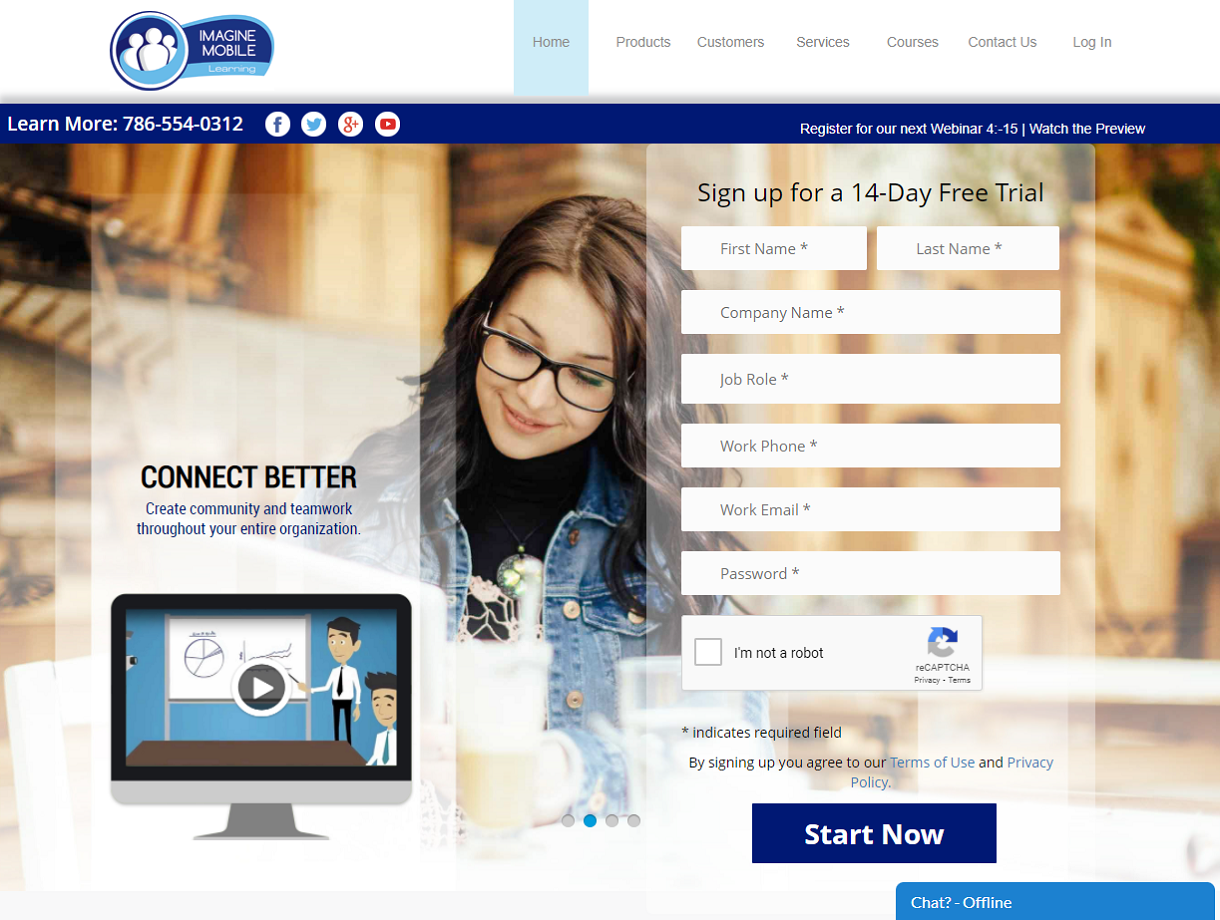 IMAGINE
MOBILE
Learning
Home
Products
Customers
Services
Courses
Contact Us
Log In
Learn More: 786-554-0312
Register for our next Webinar 4:-15 | Watch the Preview
Sign up for a 14-Day Free Trial
First Name *
Last Name *
Company Name *
Job Role *
Work Phone *
Work Email *
Password *
I'm not a robot
reCAPTCHA
Privacy - Terms
* indicates required field
By signing up you agree to our Terms of Use and Privacy
Policy.
Start Now
CONNECT BETTER
Create community and teamwork
throughout your entire organization.
Chat? - Offline